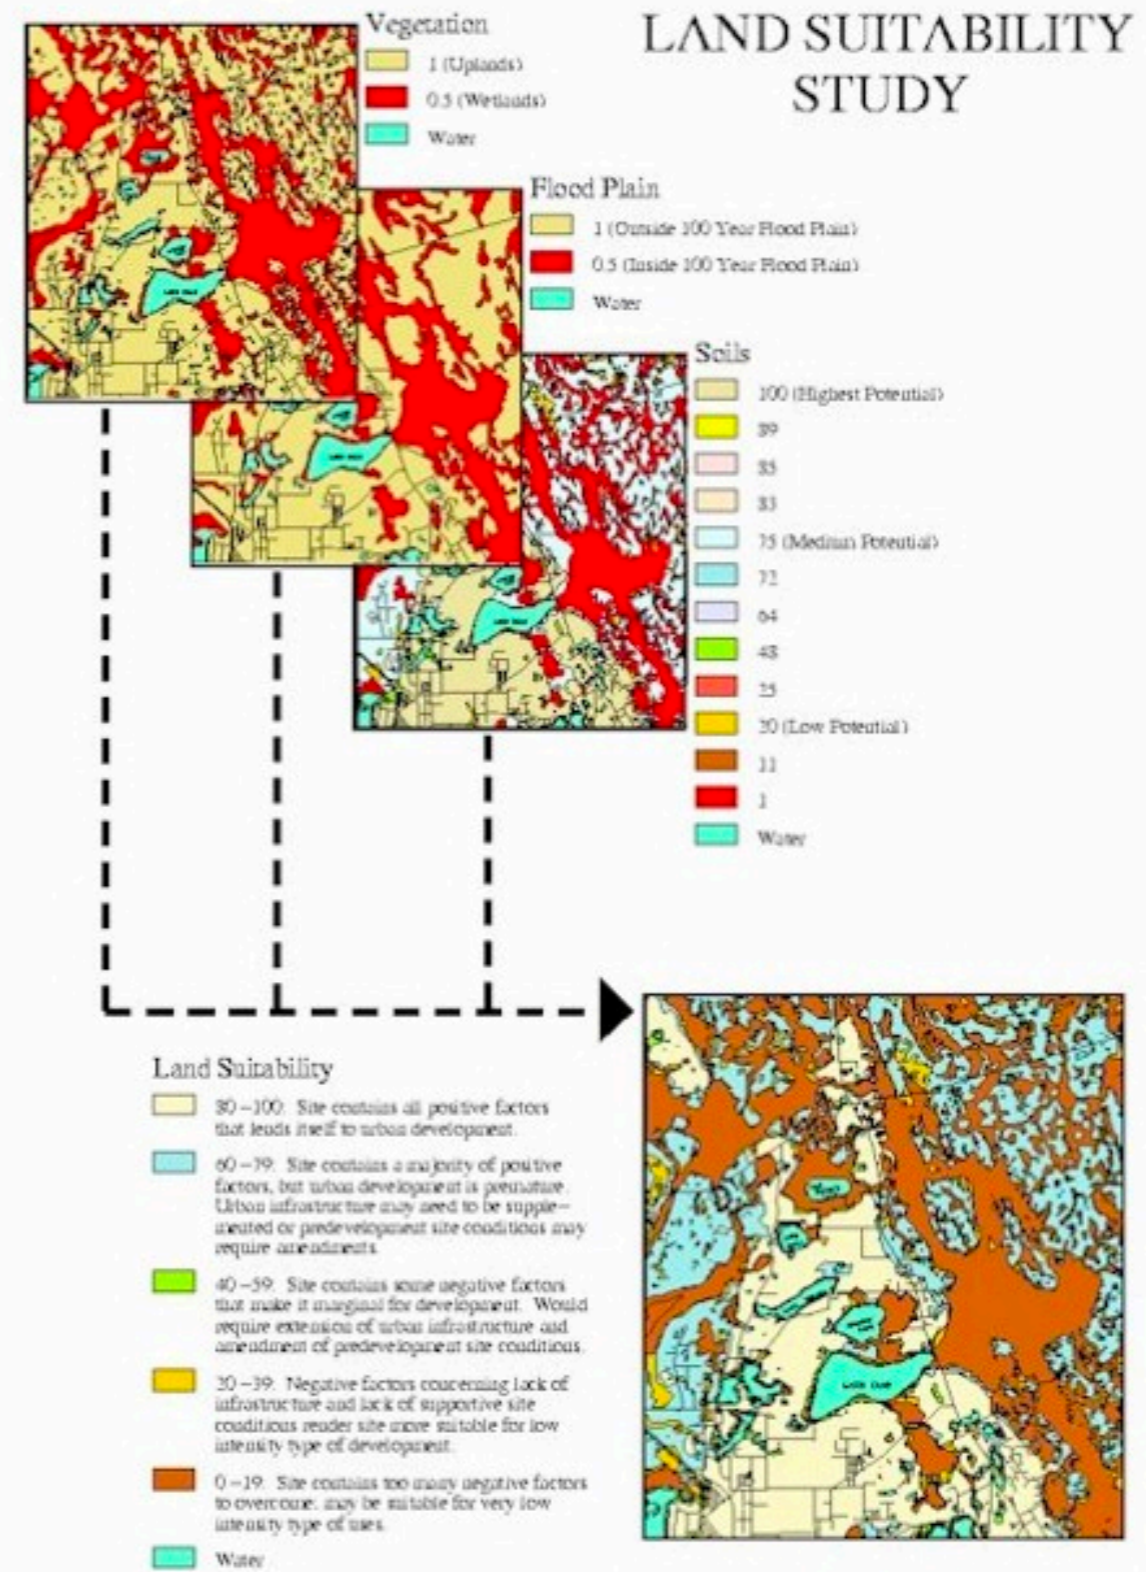 LAND SUITABILITY
STUDY
Vegetation
1 (Uplands)
0.5 (Wetlands)
Water
Flood Plain
1 (Outside 100 Year Flood Plain)
0.5 (Inside 100 Year Flood Plain)
Water
Soils
100 (Highest Potential)
89
85
83
75 (Medium Potential)
72
64
48
25
20 (Low Potential)
11
1
Water
Land Suitability
80-100: Site contains all positive factors
that lends itself to urban development.
60-79: Site contains a majority of positive
factors, but urban development is premature.
Urban infrastructure may need to be supple-
mented or predevelopment site conditions may
require amendments.
40-59: Site contains some negative factors
that make it marginal for development. Would
require extension of urban infrastructure and
amendment of predevelopment site conditions.
20-39: Negative factors concerning lack of
infrastructure and lack of supportive site
conditions render site more suitable for low
intensity type of development.
0-19: Site contains too many negative factors
to overcome; may be suitable for very low
intensity type of uses.
Water